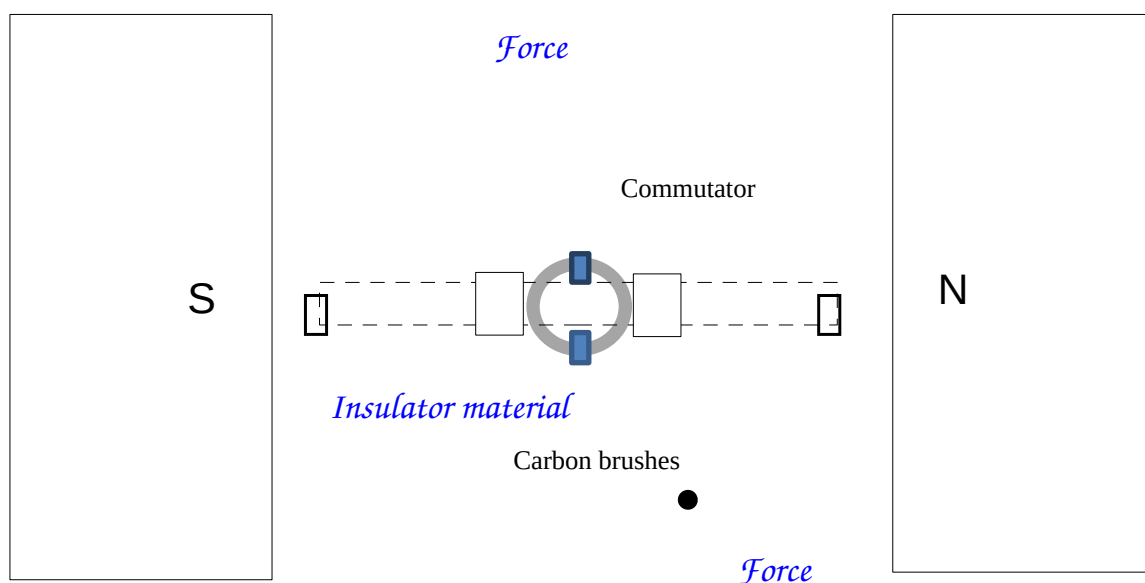 Force
Commutator
S
N
Insulator material
Carbon brushes
Force